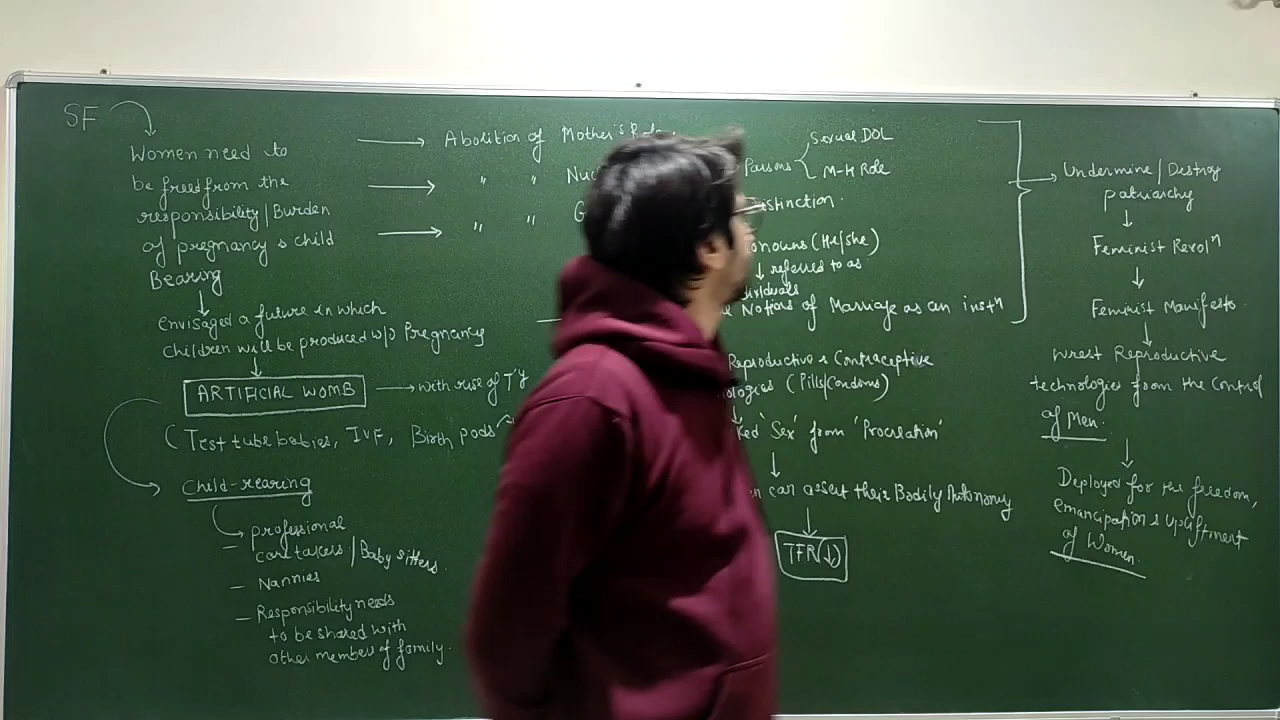 SF
Women need to
be freed from the
responsibility/Burden
of pregnancy & child
Bearing
envisaged a future in which
children will be produced w/o Pregnancy
ARTIFICIAL WOMB
with rise of T'y
(Test tube babies, IVF, Birth pods
Child-rearing
professional
- caretakers/Baby sitters.
- Nannies
- Responsibility needs
to be shared with
other members of family.
Abolition of Mother's Role.
" "
Parsons
Sexual DOL
M-H Role
" "
Distinction.
(He/she)
referred to as
Notions of Marriage as an instⁿ
Reproductive & Contraceptive
(Pills/Condoms)
'Sex' from 'Procreation'
can assert their Bodily Autonomy
TFR(↓)
Undermine/Destroy
patriarchy
Feminist Revolⁿ
Feminist Manifesto.
Wrest Reproductive
technologies from the control
of Men.
Deployed for the freedom,
emancipation & upliftment
of Women.